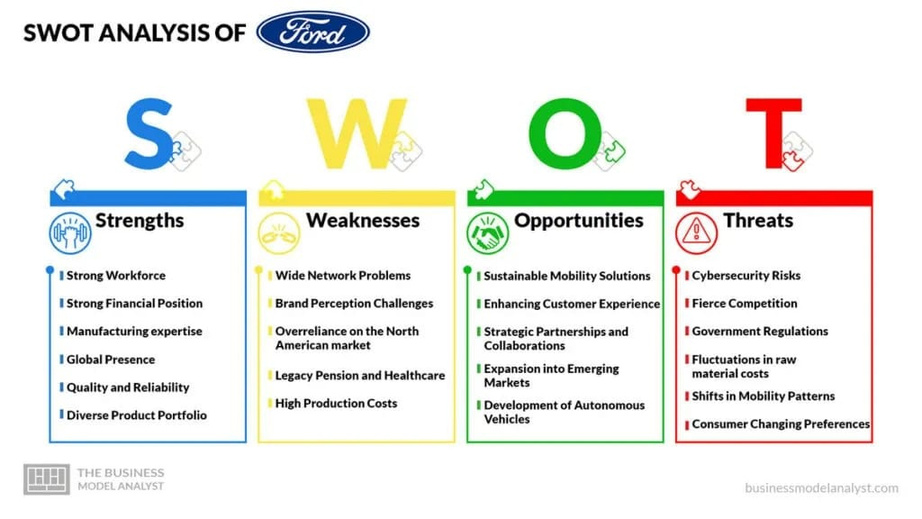 SWOT ANALYSIS OF Ford
S W O T
Strengths
Strong Workforce
Strong Financial Position
Manufacturing expertise
Global Presence
Quality and Reliability
Diverse Product Portfolio
Weaknesses
Wide Network Problems
Brand Perception Challenges
Overreliance on the North
American market
Legacy Pension and Healthcare
High Production Costs
Opportunities
Sustainable Mobility Solutions
Enhancing Customer Experience
Strategic Partnerships and
Collaborations
Expansion into Emerging
Markets
Development of Autonomous
Vehicles
Threats
Cybersecurity Risks
Fierce Competition
Government Regulations
Fluctuations in raw
material costs
Shifts in Mobility Patterns
Consumer Changing Preferences
THE BUSINESS
MODEL ANALYST
businessmodelanalyst.com